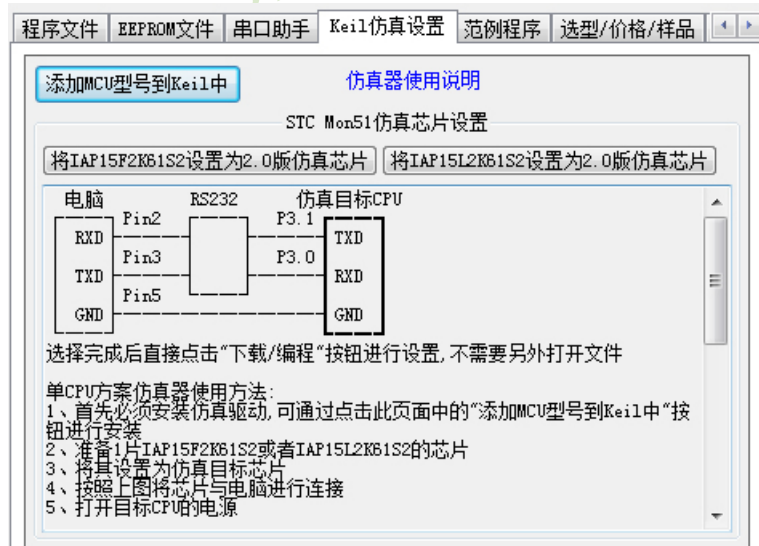 程序文件 EEPROM文件 串口助手 Keil仿真设置 范例程序 选型/价格/样品
添加MCU型号到Keil中 仿真器使用说明
STC Mon51仿真芯片设置
将IAP15F2K61S2设置为2.0版仿真芯片 将IAP15L2K61S2设置为2.0版仿真芯片
电脑 RS232 仿真目标CPU
Pin2 P3.1
RXD TXD
Pin3 P3.0
TXD RXD
Pin5
GND GND
选择完成后直接点击"下载/编程"按钮进行设置,不需要另外打开文件
单CPU方案仿真器使用方法:
1、首先必须安装仿真驱动,可通过点击此页面中的"添加MCU型号到Keil中"按
钮进行安装
2、准备1片IAP15F2K61S2或者IAP15L2K61S2的芯片
3、将其设置为仿真目标芯片
4、按照上图将芯片与电脑进行连接
5、打开目标CPU的电源